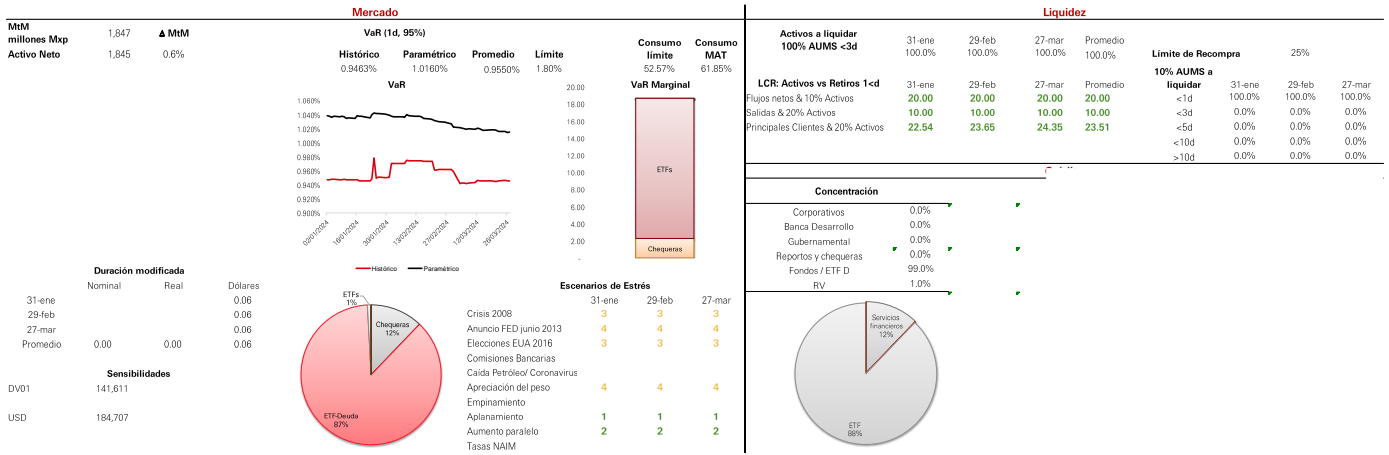 Mercado
MtM
millones Mxp 1,847 Δ MtM
Activo Neto 1,845 0.6%
VaR (1d, 95%)
Histórico Paramétrico Promedio Límite
0.9463% 1.0160% 0.9550% 1.80%
Consumo límite Consumo MAT
52.57% 61.85%
VaR
1.060%
1.040%
1.020%
1.000%
0.980%
0.960%
0.940%
0.920%
0.900%
02/01/2024 16/01/2024 30/01/2024 13/02/2024 27/02/2024 12/03/2024 26/03/2024
Histórico Paramétrico
VaR Marginal
20.00
18.00
16.00
14.00
12.00
10.00
8.00
6.00
4.00
2.00
-
ETFs
Chequeras
Duración modificada
Nominal Real Dólares
31-ene 0.06
29-feb 0.06
27-mar 0.06
Promedio 0.00 0.00 0.06
Sensibilidades
DV01 141,611
USD 184,707
ETFs
1%
Chequeras
12%
ETF-Deuda
87%
Escenarios de Estrés
31-ene 29-feb 27-mar
Crisis 2008 3 3 3
Anuncio FED junio 2013 4 4 4
Elecciones EUA 2016 3 3 3
Comisiones Bancarias
Caída Petróleo/ Coronavirus
Apreciación del peso 4 4 4
Empinamiento
Aplanamiento 1 1 1
Aumento paralelo 2 2 2
Tasas NAIM
Liquidez
Activos a liquidar
100% AUMS <3d
31-ene 29-feb 27-mar Promedio
100.0% 100.0% 100.0% 100.0%
Límite de Recompra 25%
LCR: Activos vs Retiros 1<d 31-ene 29-feb 27-mar Promedio
Flujos netos & 10% Activos 20.00 20.00 20.00 20.00
Salidas & 20% Activos 10.00 10.00 10.00 10.00
Principales Clientes & 20% Activos 22.54 23.65 24.35 23.51
10% AUMS a
liquidar 31-ene 29-feb 27-mar
<1d 100.0% 100.0% 100.0%
<3d 0.0% 0.0% 0.0%
<5d 0.0% 0.0% 0.0%
<10d 0.0% 0.0% 0.0%
>10d 0.0% 0.0% 0.0%
Concentración
Corporativos 0.0%
Banca Desarrollo 0.0%
Gubernamental 0.0%
Reportos y chequeras 0.0%
Fondos / ETF D 99.0%
RV 1.0%
Servicios
financieros
12%
ETF
88%